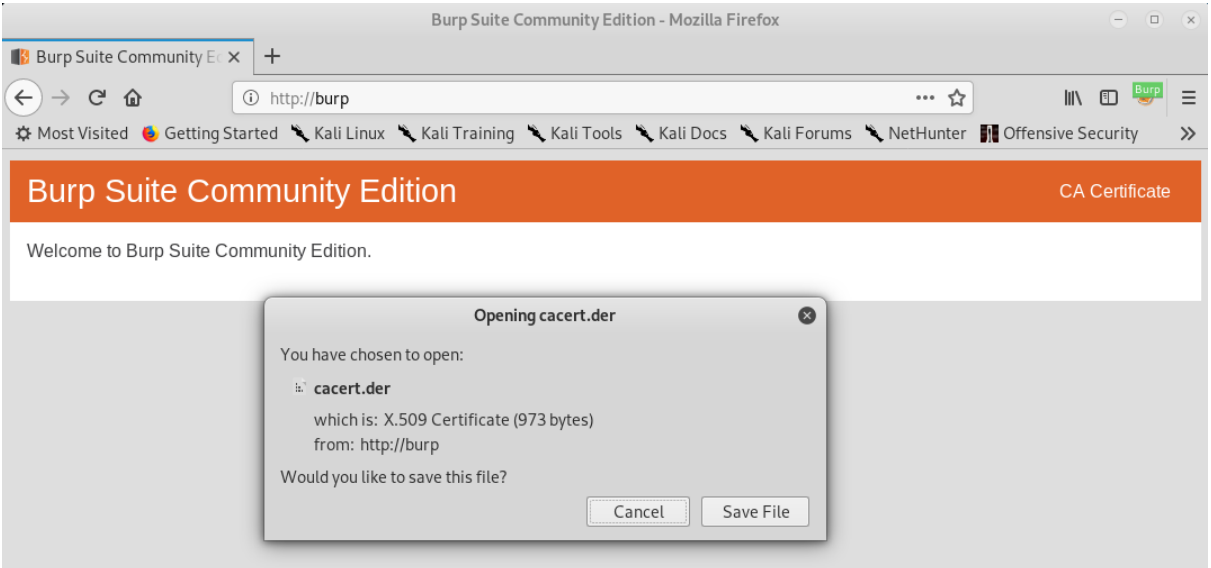 Burp Suite Community Edition - Mozilla Firefox
Burp Suite Community Ed
http://burp
Burp
Most Visited Getting Started Kali Linux Kali Training Kali Tools Kali Docs Kali Forums NetHunter Offensive Security
Burp Suite Community Edition CA Certificate
Welcome to Burp Suite Community Edition.
Opening cacert.der
You have chosen to open:
cacert.der
which is: X.509 Certificate (973 bytes)
from: http://burp
Would you like to save this file?
Cancel Save File